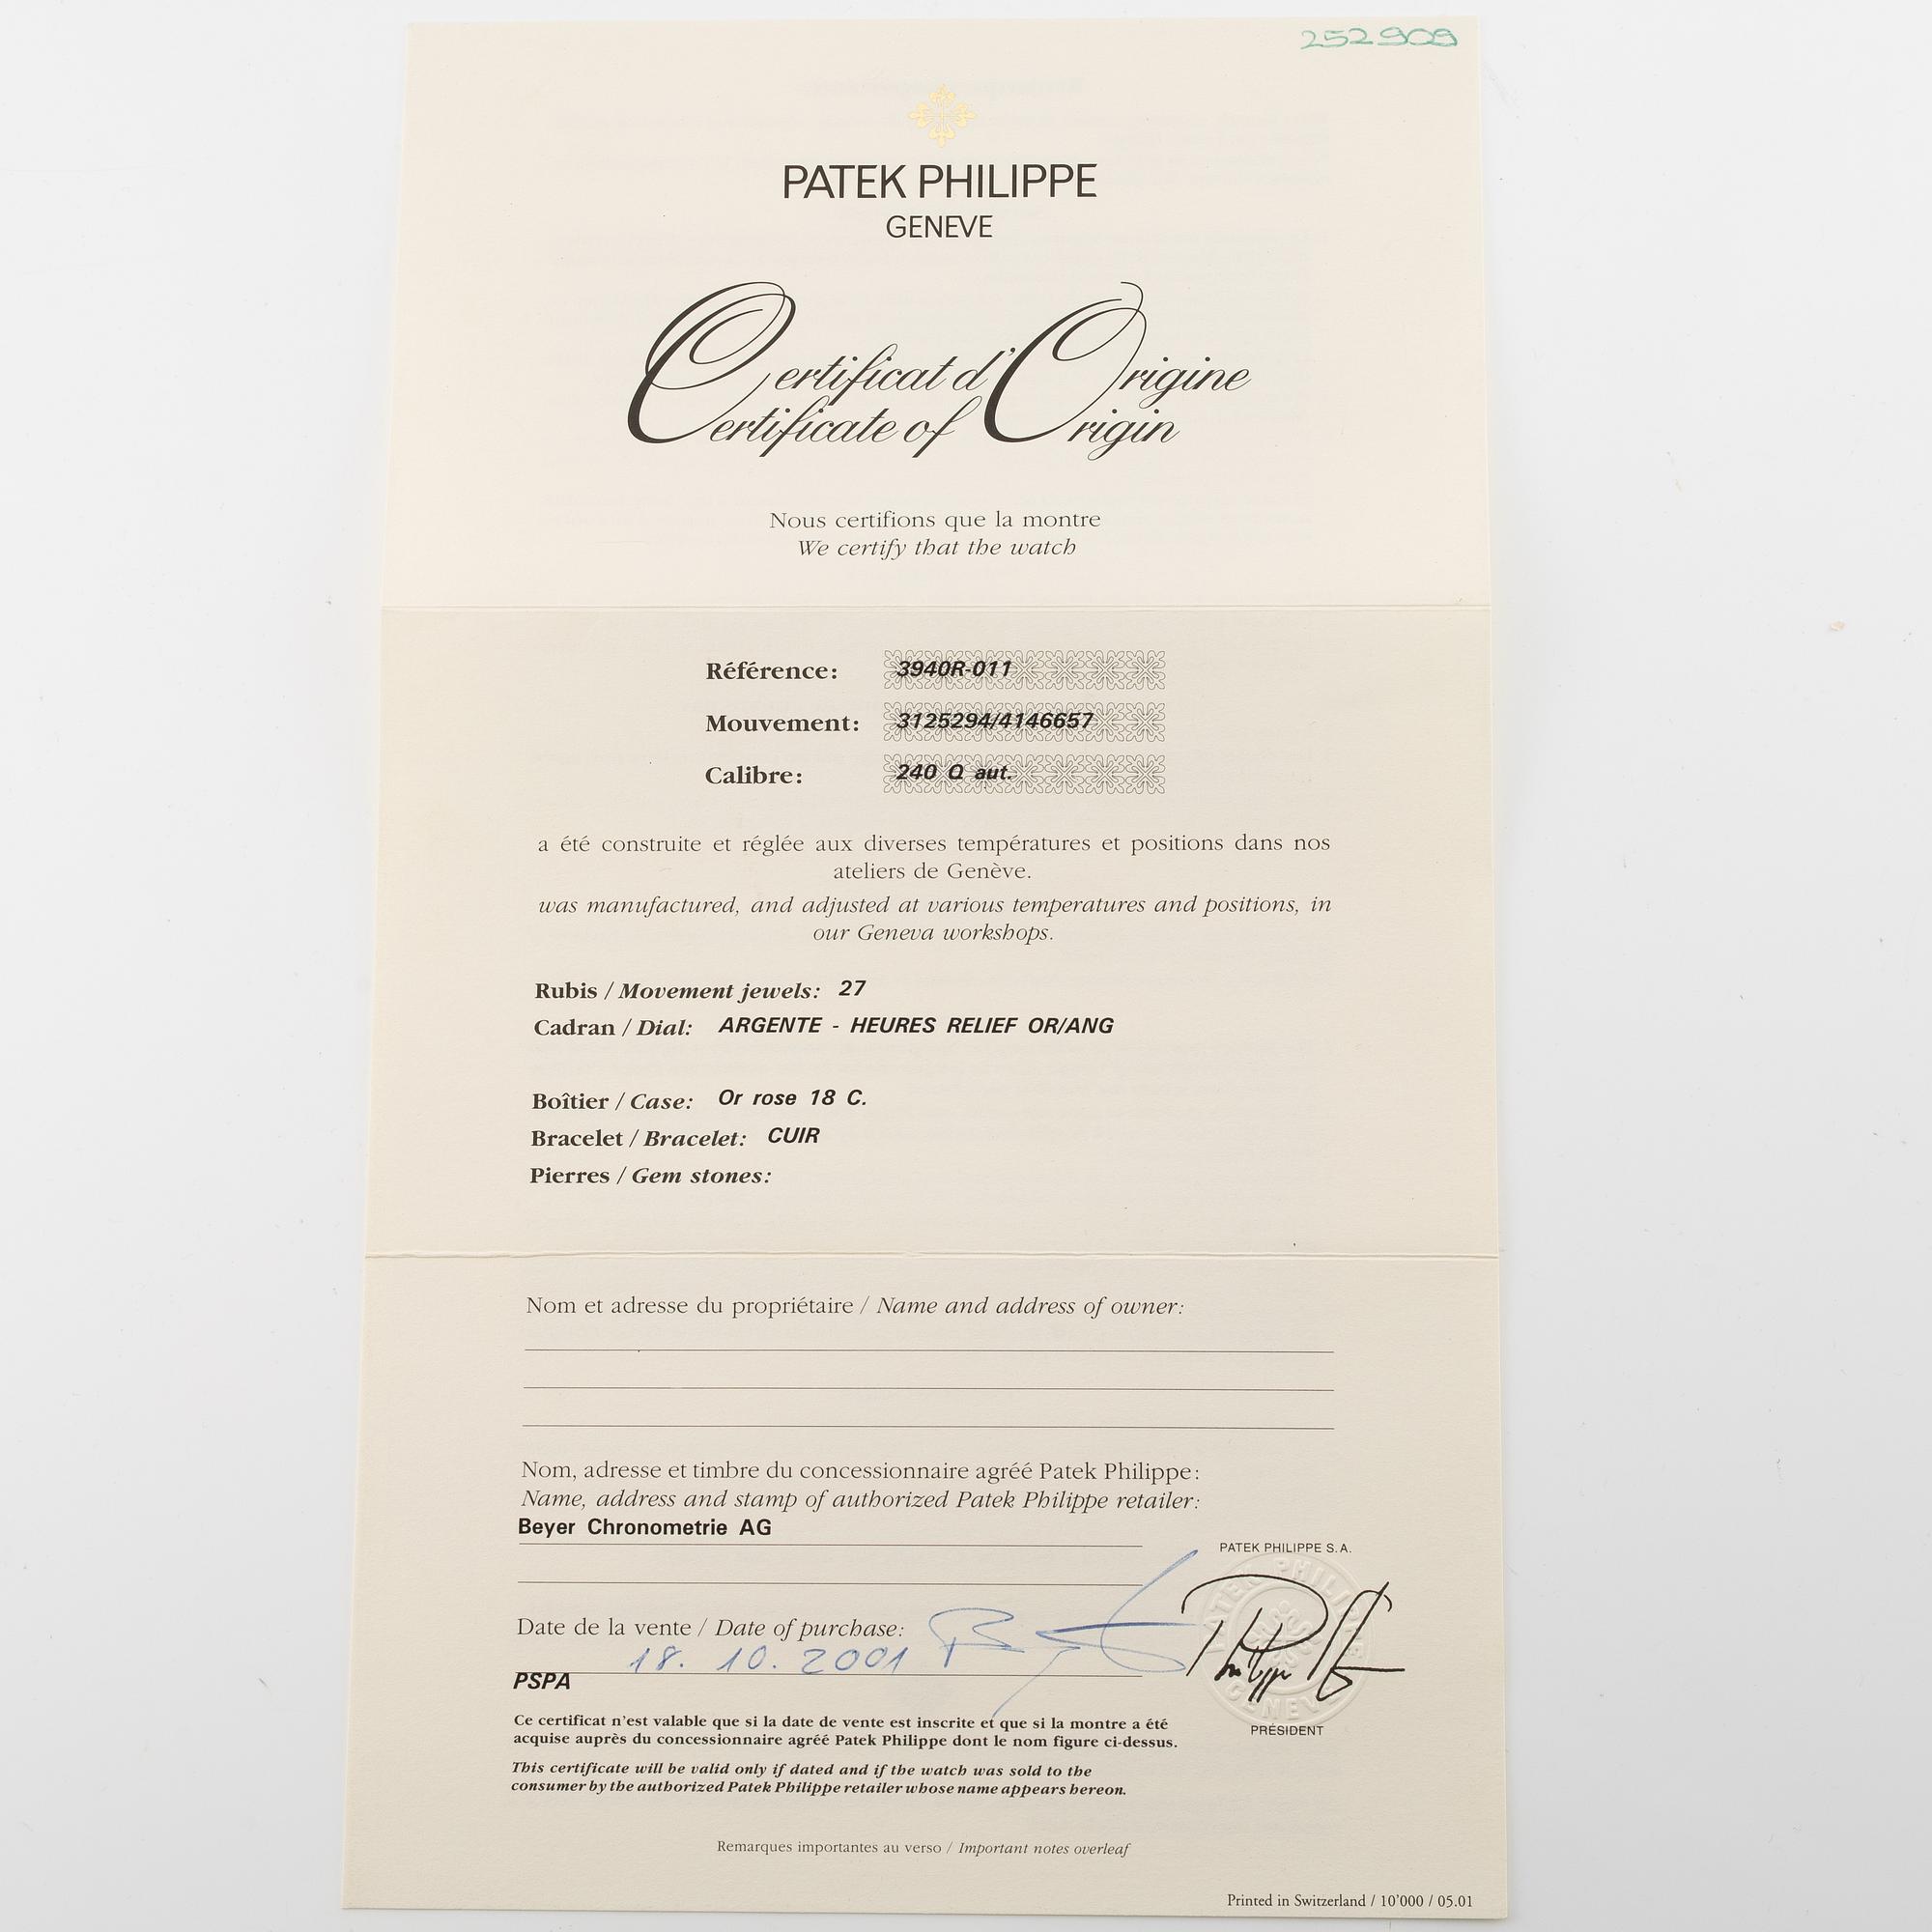 252909
PATEK PHILIPPE
GENEVE
Certificat d'Origine
Certificate of Origin
Nous certifions que la montre
We certify that the watch
Référence: 3940R-011
Mouvement: 3125294/4146657
Calibre: 240 Q aut.
a été construite et réglée aux diverses températures et positions dans nos
ateliers de Genève.
was manufactured, and adjusted at various temperatures and positions, in
our Geneva workshops.
Rubis / Movement jewels: 27
Cadran / Dial: ARGENTE - HEURES RELIEF OR/ANG
Boîtier / Case: Or rose 18 C.
Bracelet / Bracelet: CUIR
Pierres / Gem stones:
Nom et adresse du propriétaire / Name and address of owner:
Nom, adresse et timbre du concessionnaire agréé Patek Philippe:
Name, address and stamp of authorized Patek Philippe retailer:
Beyer Chronometrie AG
PATEK PHILIPPE S.A.
PATEK PHILIPPE
GENEVE
Date de la vente / Date of purchase:
18. 10. 2001
PSPA
PRÉSIDENT
Ce certificat n'est valable que si la date de vente est inscrite et que si la montre a été
acquise auprès du concessionnaire agréé Patek Philippe dont le nom figure ci-dessus.
This certificate will be valid only if dated and if the watch was sold to the
consumer by the authorized Patek Philippe retailer whose name appears hereon.
Remarques importantes au verso / Important notes overleaf
Printed in Switzerland / 10'000 / 05.01